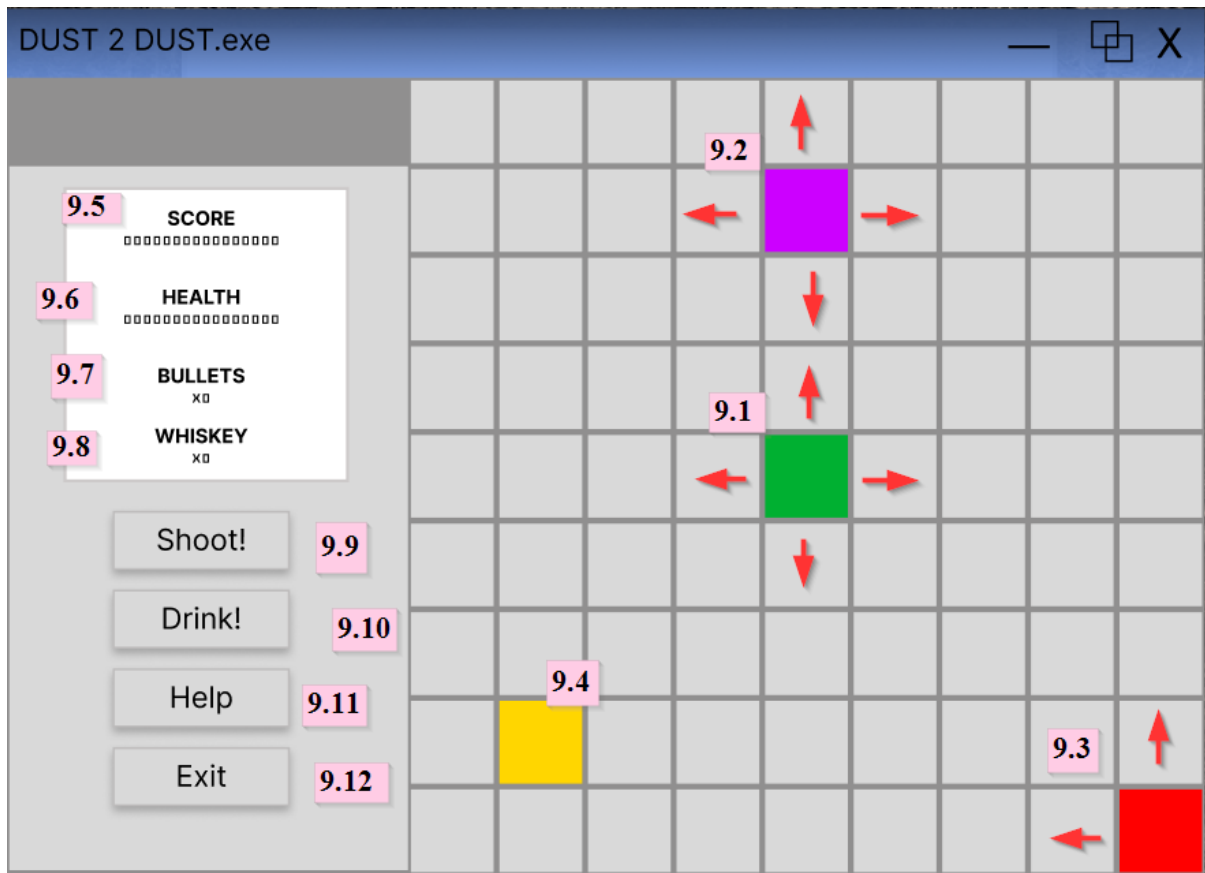 DUST 2 DUST.exe
X
9.5
SCORE
▯▯▯▯▯▯▯▯▯▯▯▯▯▯▯▯
9.6
HEALTH
▯▯▯▯▯▯▯▯▯▯▯▯▯▯▯▯
9.7
BULLETS
x▯
9.8
WHISKEY
x▯
Shoot!
9.9
Drink!
9.10
Help
9.11
Exit
9.12
9.2
9.1
9.4
9.3